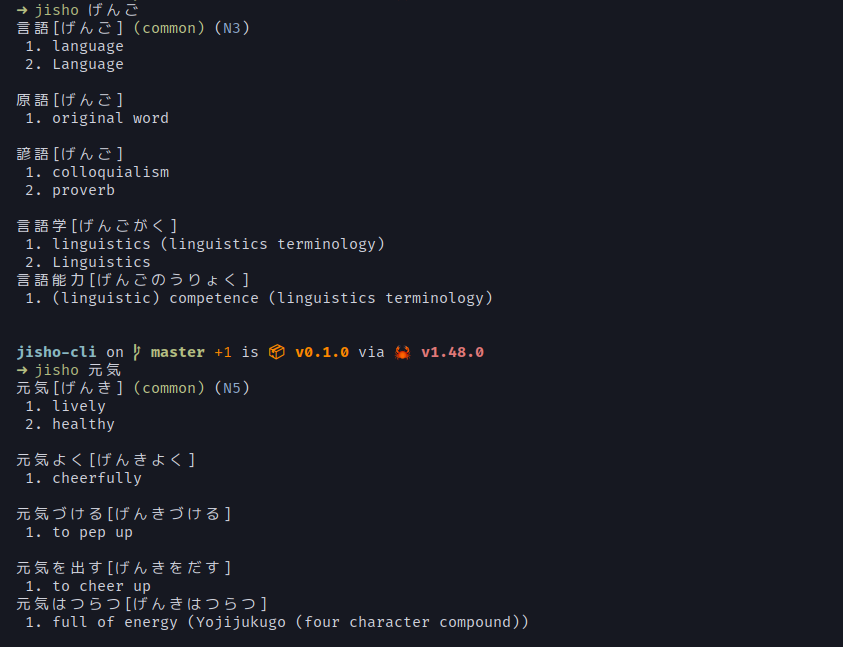 ➜ jisho げんご
言語[げんご] (common) (N3)
1. language
2. Language
原語[げんご]
1. original word
諺語[げんご]
1. colloquialism
2. proverb
言語学[げんごがく]
1. linguistics (linguistics terminology)
2. Linguistics
言語能力[げんごのうりょく]
1. (linguistic) competence (linguistics terminology)
jisho-cli on master +1 is 📦 v0.1.0 via 🦀 v1.48.0
➜ jisho 元気
元気[げんき] (common) (N5)
1. lively
2. healthy
元気よく[げんきよく]
1. cheerfully
元気づける[げんきづける]
1. to pep up
元気を出す[げんきをだす]
1. to cheer up
元気はつらつ[げんきはつらつ]
1. full of energy (Yojijukugo (four character compound))